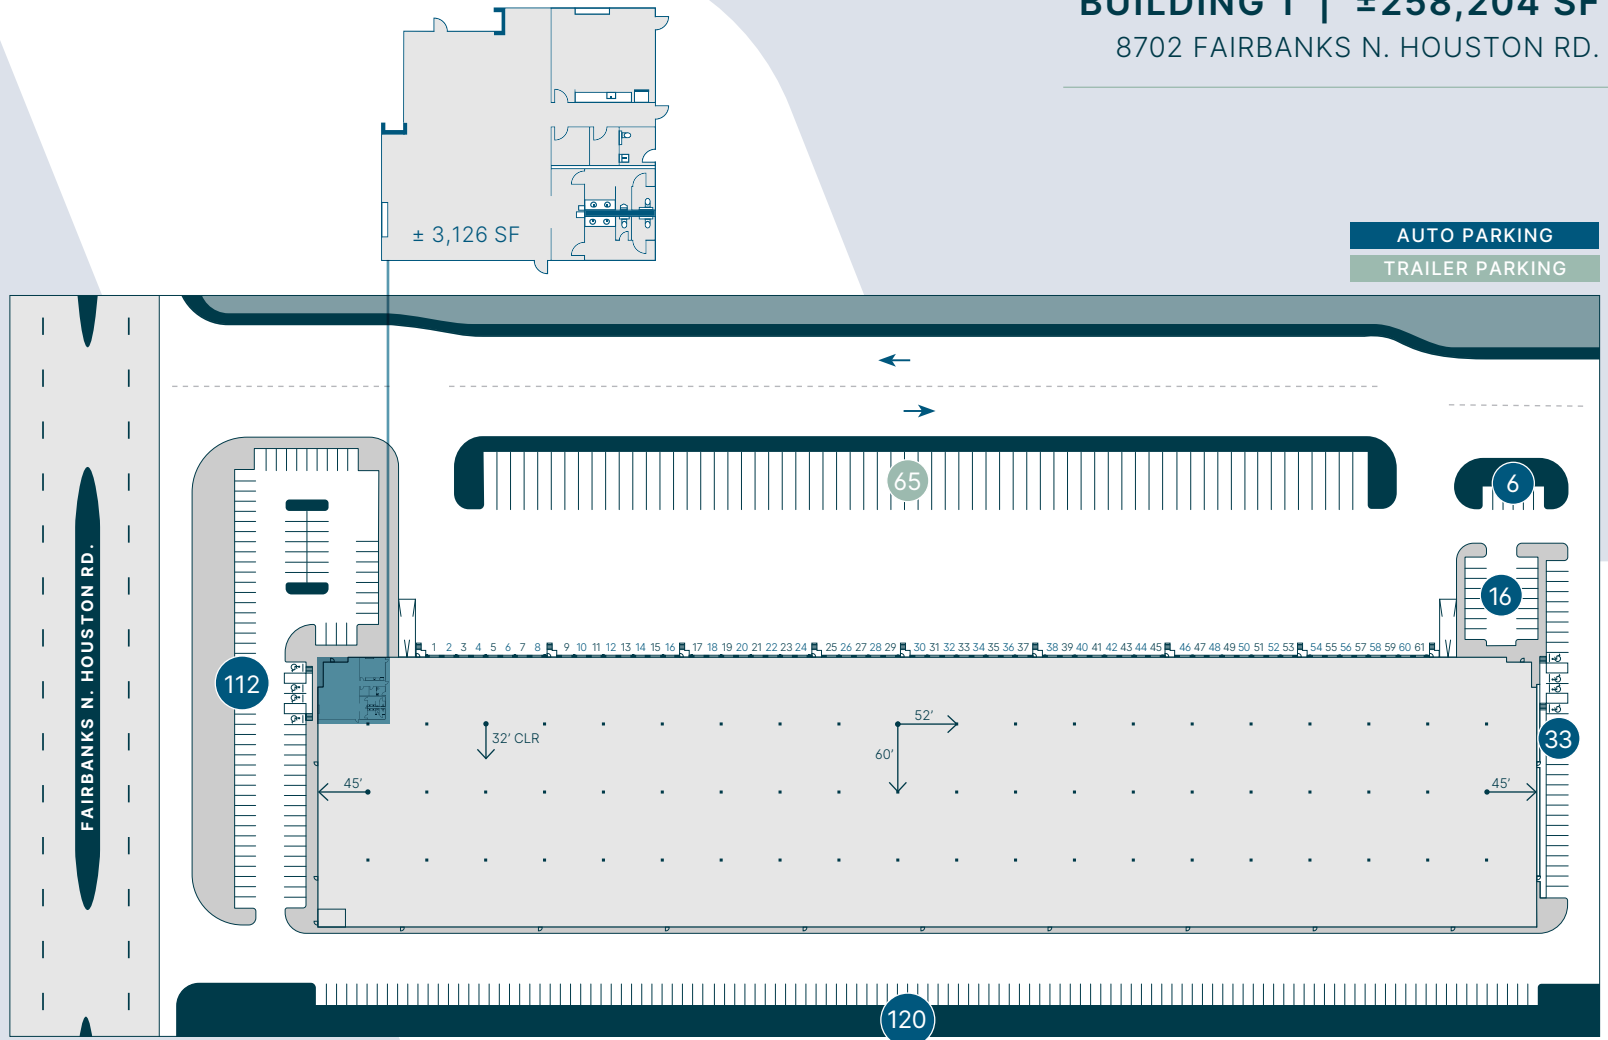 BUILDING 1 | ±258,204 SF
8702 FAIRBANKS N. HOUSTON RD.
± 3,126 SF
AUTO PARKING
TRAILER PARKING
65
6
16
FAIRBANKS N. HOUSTON RD.
1 2 3 4 5 6 7 8 9 10 11 12 13 14 15 16 17 18 19 20 21 22 23 24 25 26 27 28 29 30 31 32 33 34 35 36 37 38 39 40 41 42 43 44 45 46 47 48 49 50 51 52 53 54 55 56 57 58 59 60 61
112
52'
32' CLR
60'
33
45'
45'
120